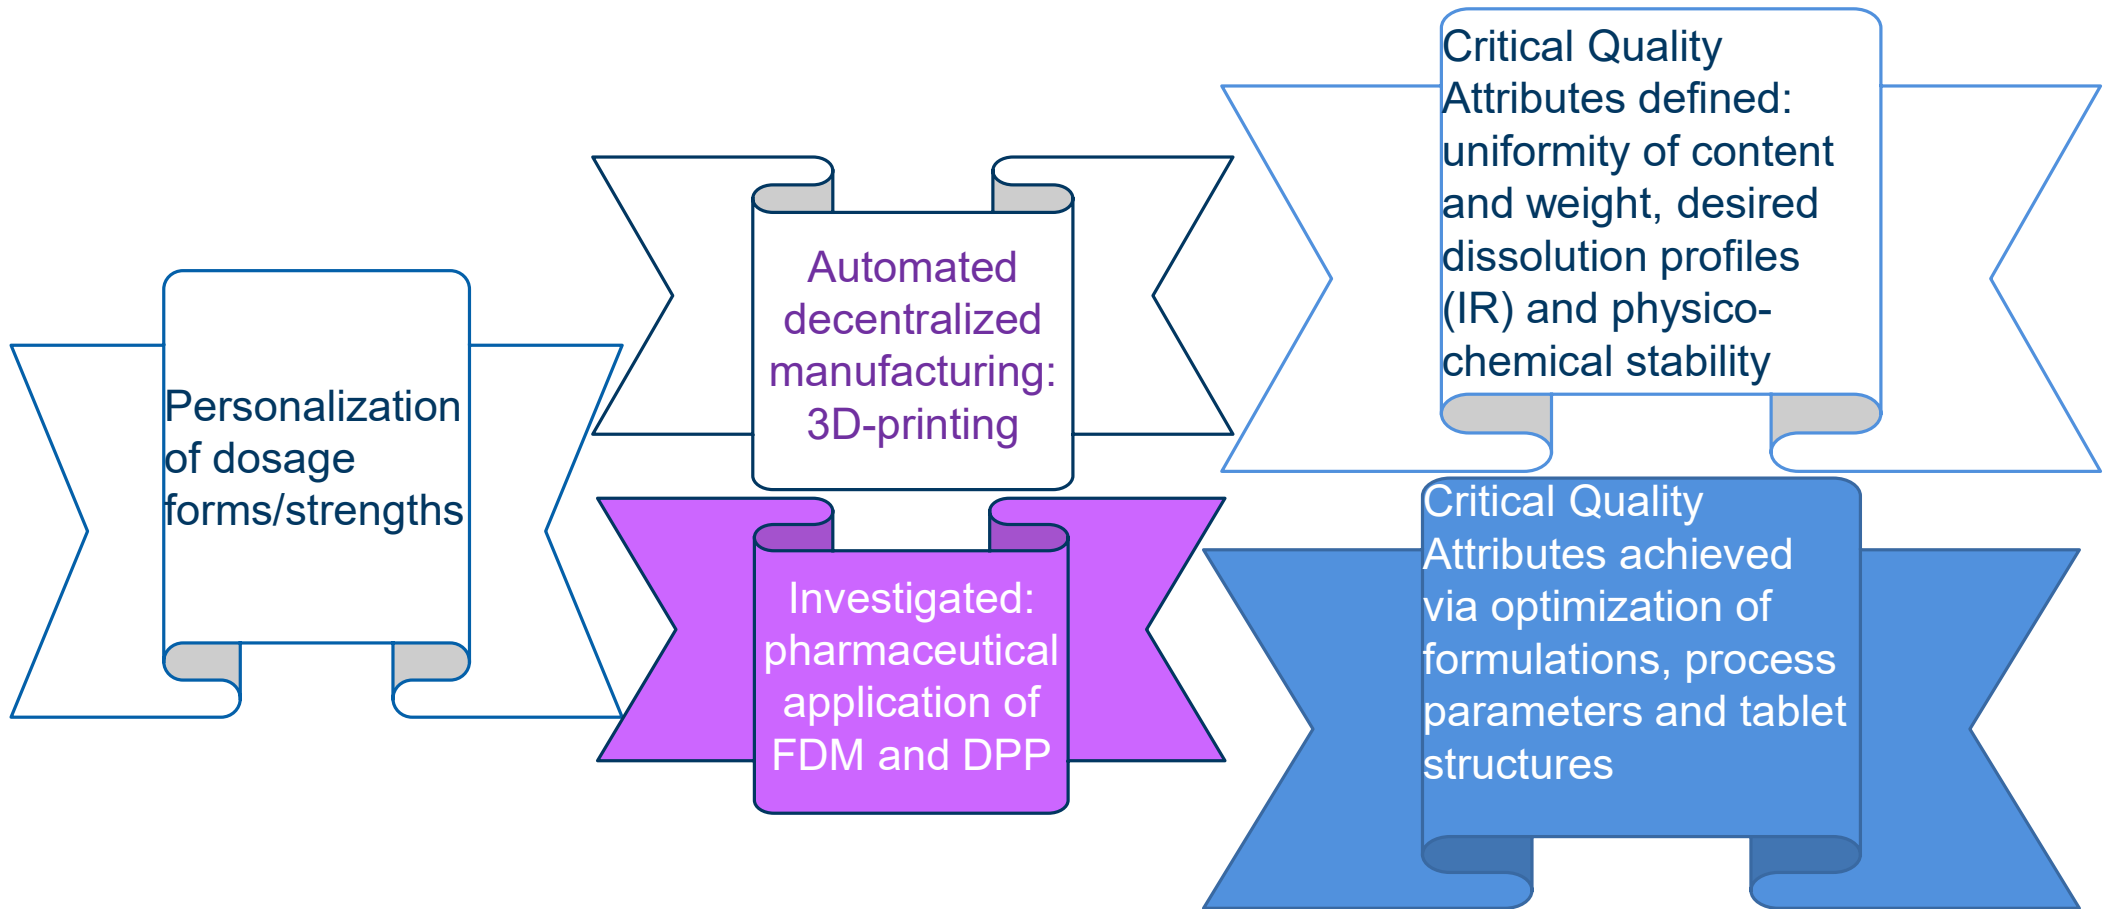 Personalization
of dosage
forms/strengths
Automated
decentralized
manufacturing:
3D-printing
Investigated:
pharmaceutical
application of
FDM and DPP
Critical Quality
Attributes defined:
uniformity of content
and weight, desired
dissolution profiles
(IR) and physico-
chemical stability
Critical Quality
Attributes achieved
via optimization of
formulations, process
parameters and tablet
structures